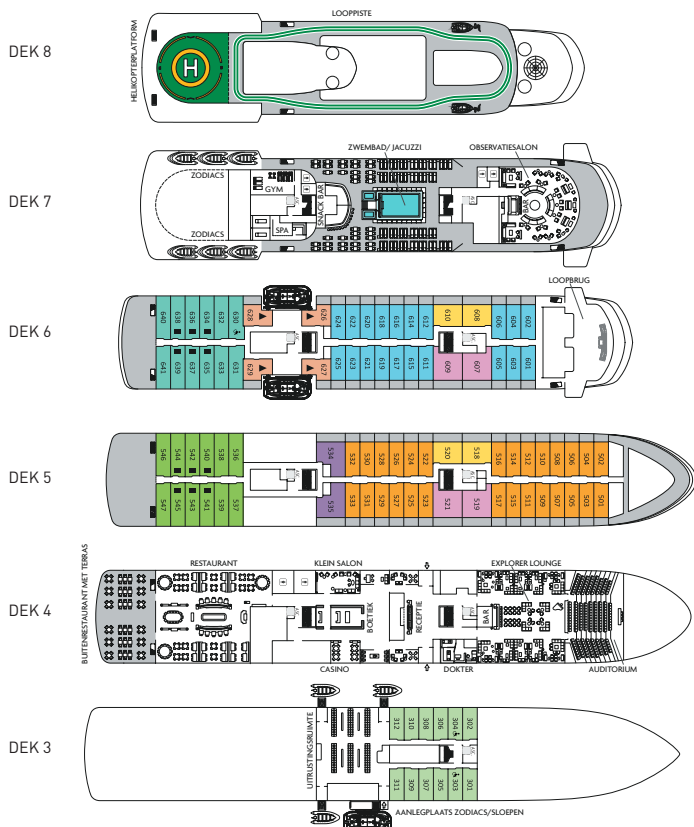 DEK 8
LOOPPISTE
HELIKOPTERPLATFORM
H
DEK 7
ZWEMBAD/ JACUZZI
OBSERVATIESALON
ZODIACS
GYM
SNACK BAR
BAR
SPA
ZODIACS
DEK 6
LOOPBRUG
640 638 636 634 632 630 628 626 624 622 620 618 616 614 612 610 608 606 604 602
641 639 637 635 633 631 629 627 625 623 621 619 617 615 611 609 607 605 603 601
DEK 5
546 544 542 540 538 536 534 532 530 528 526 524 522 520 518 516 514 512 510 508 506 504 502
547 545 543 541 539 537 535 533 531 529 527 525 523 521 519 517 515 511 509 507 505 503 501
DEK 4
BUITENRESTAURANT MET TERRAS
RESTAURANT
KLEIN SALON
EXPLORER LOUNGE
BOETIEK
RECEPTIE
BAR
CASINO
DOKTER
AUDITORIUM
DEK 3
UITRUSTINGSRUIMTE
312 310 308 306 304 302
311 309 307 305 303 301
AANLEGPLAATS ZODIACS/SLOEPEN